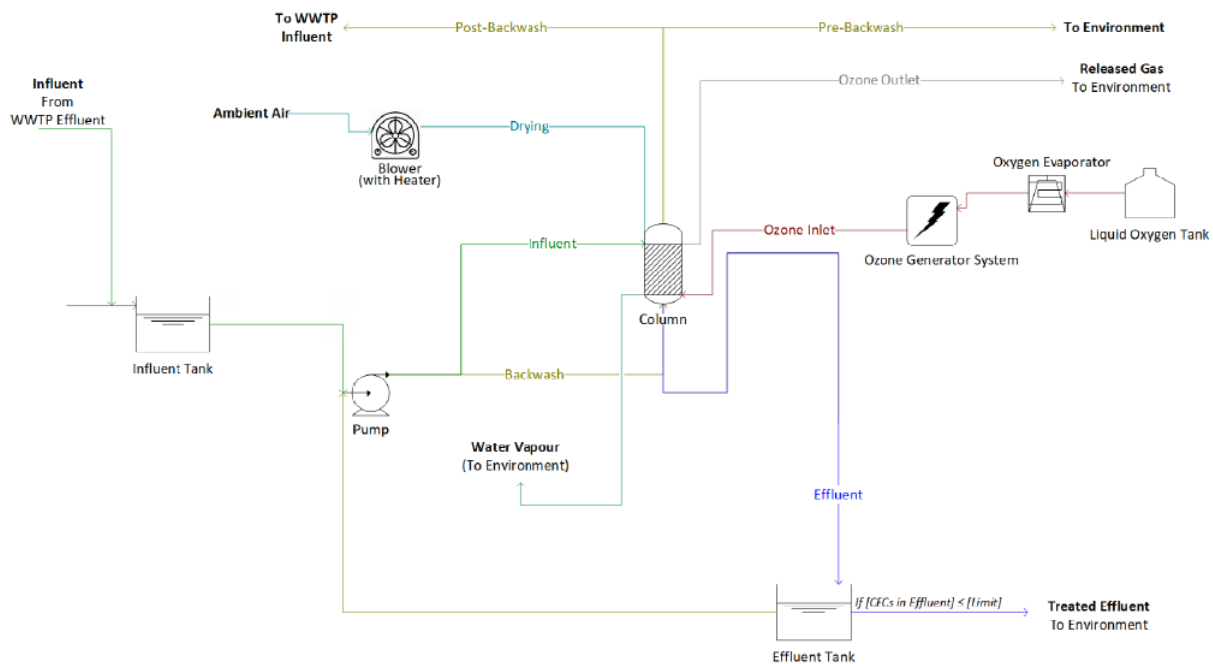 To WWTP
Influent
Post-Backwash
Pre-Backwash
To Environment
Influent
From
WWTP Effluent
Ozone Outlet
Released Gas
To Environment
Ambient Air
Drying
Blower
(with Heater)
Oxygen Evaporator
Liquid Oxygen Tank
Influent
Ozone Inlet
Ozone Generator System
Column
Influent Tank
Backwash
Pump
Water Vapour
(To Environment)
Effluent
If [CECs in Effluent] ≤ [Limit]
Treated Effluent
To Environment
Effluent Tank